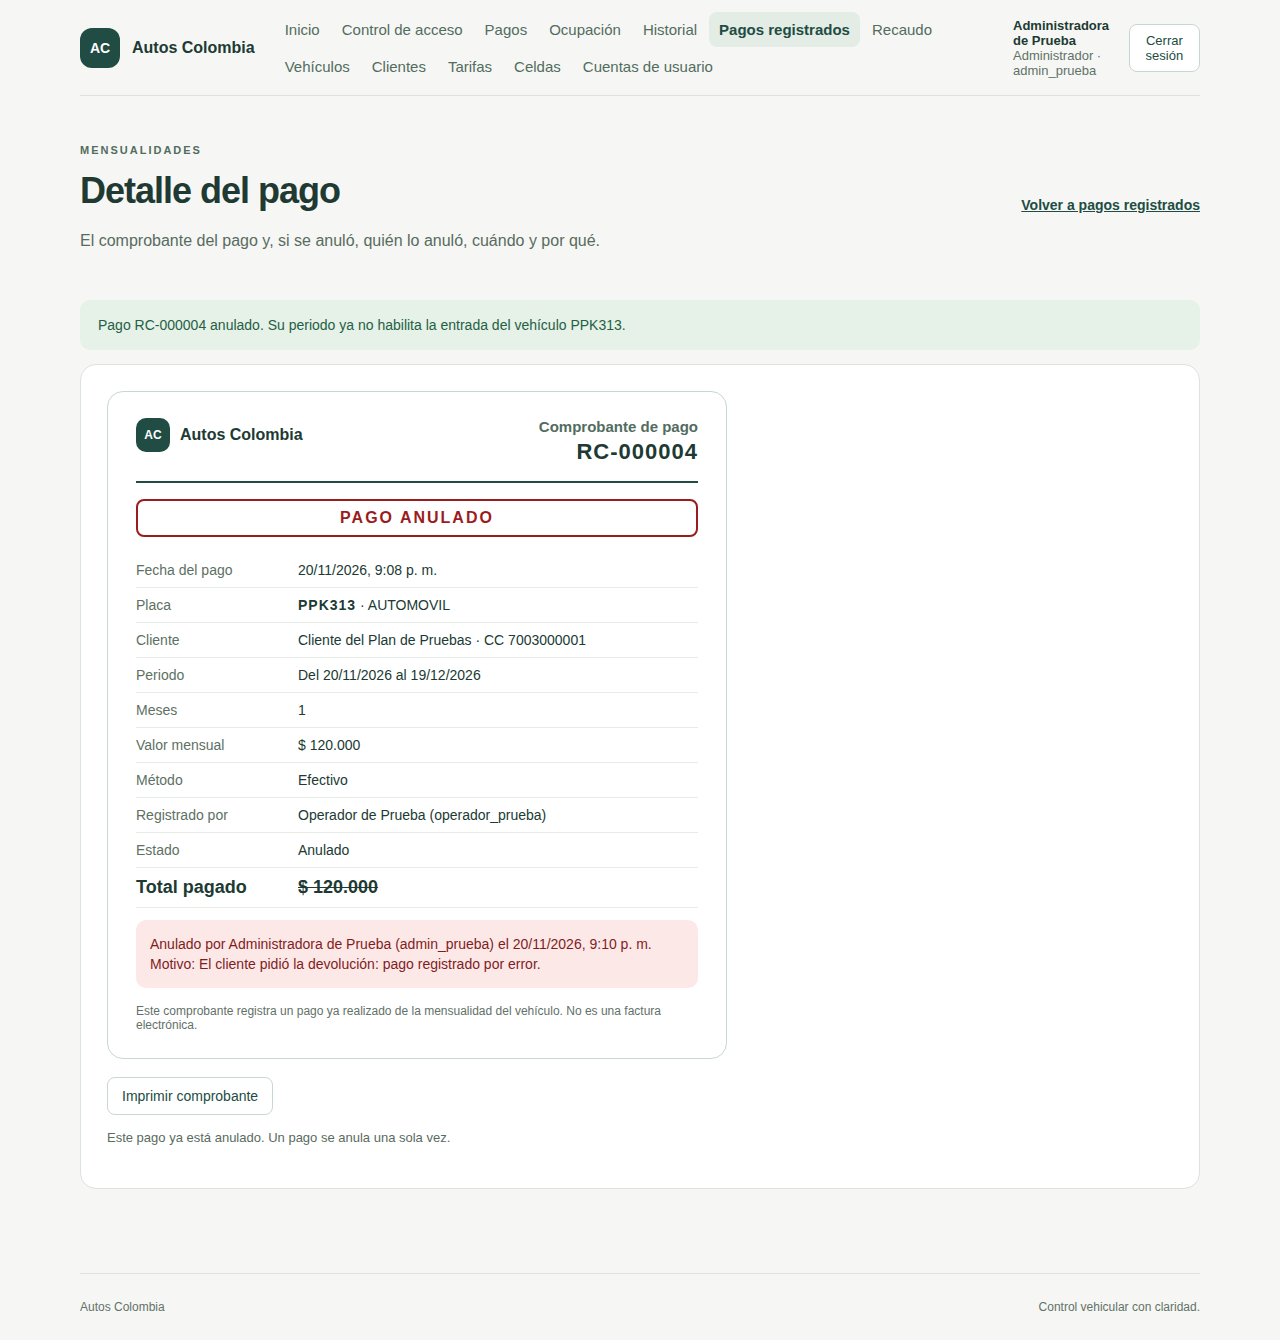 AC
Autos Colombia
Inicio Control de acceso Pagos Ocupación Historial Pagos registrados Recaudo
Vehículos Clientes Tarifas Celdas Cuentas de usuario
Administradora
de Prueba
Administrador ·
admin_prueba
Cerrar
sesión
MENSUALIDADES
Detalle del pago
Volver a pagos registrados
El comprobante del pago y, si se anuló, quién lo anuló, cuándo y por qué.
Pago RC-000004 anulado. Su periodo ya no habilita la entrada del vehículo PPK313.
AC
Autos Colombia
Comprobante de pago
RC-000004
PAGO ANULADO
Fecha del pago 20/11/2026, 9:08 p. m.
Placa PPK313 · AUTOMOVIL
Cliente Cliente del Plan de Pruebas · CC 7003000001
Periodo Del 20/11/2026 al 19/12/2026
Meses 1
Valor mensual $ 120.000
Método Efectivo
Registrado por Operador de Prueba (operador_prueba)
Estado Anulado
Total pagado $ 120.000
Anulado por Administradora de Prueba (admin_prueba) el 20/11/2026, 9:10 p. m.
Motivo: El cliente pidió la devolución: pago registrado por error.
Este comprobante registra un pago ya realizado de la mensualidad del vehículo. No es una factura
electrónica.
Imprimir comprobante
Este pago ya está anulado. Un pago se anula una sola vez.
Autos Colombia
Control vehicular con claridad.